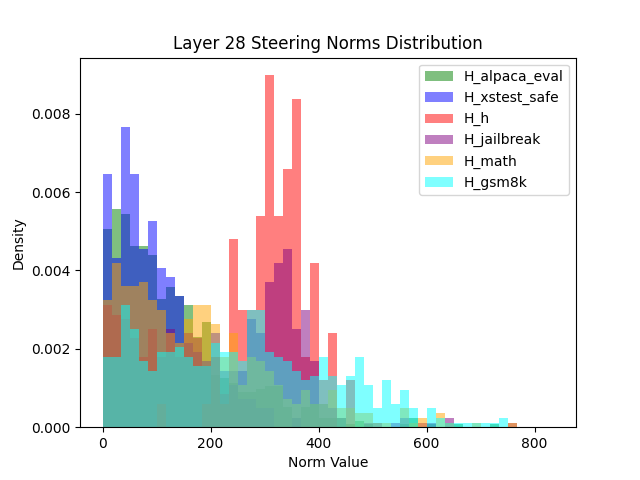 Layer 28 Steering Norms Distribution
H_alpaca_eval
H_xstest_safe
H_h
H_jailbreak
H_math
H_gsm8k
Density
0.008
0.006
0.004
0.002
0.000
0
200
400
600
800
Norm Value